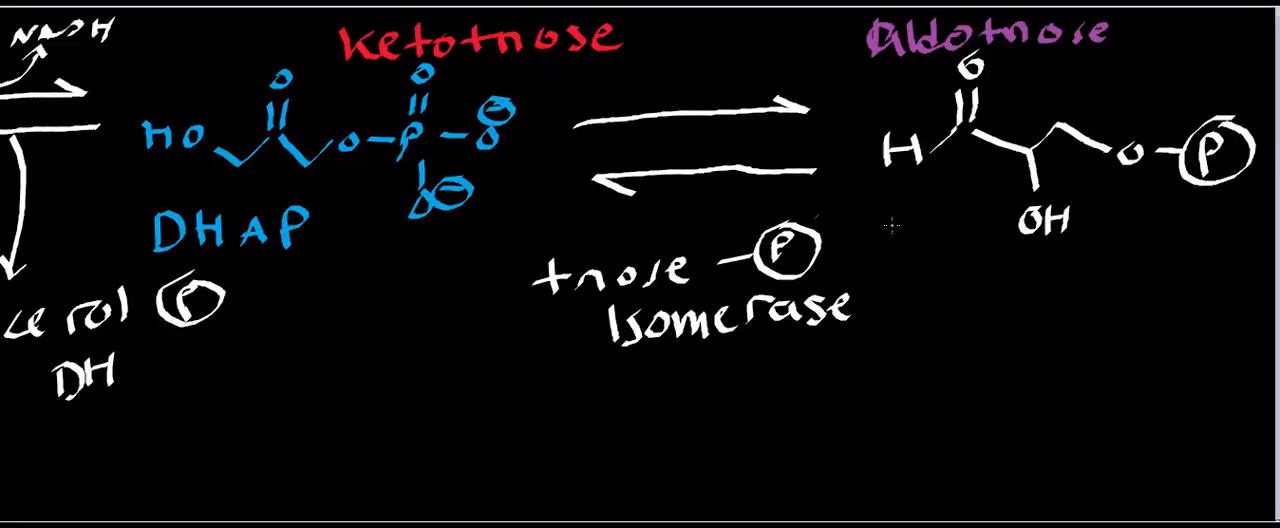 NADH
Ketotriose
Aldotriose
O
O
O
HO
O-P-O
H
O-P
O
OH
DHAP
triose-P
Isomerase
cerol P
DH